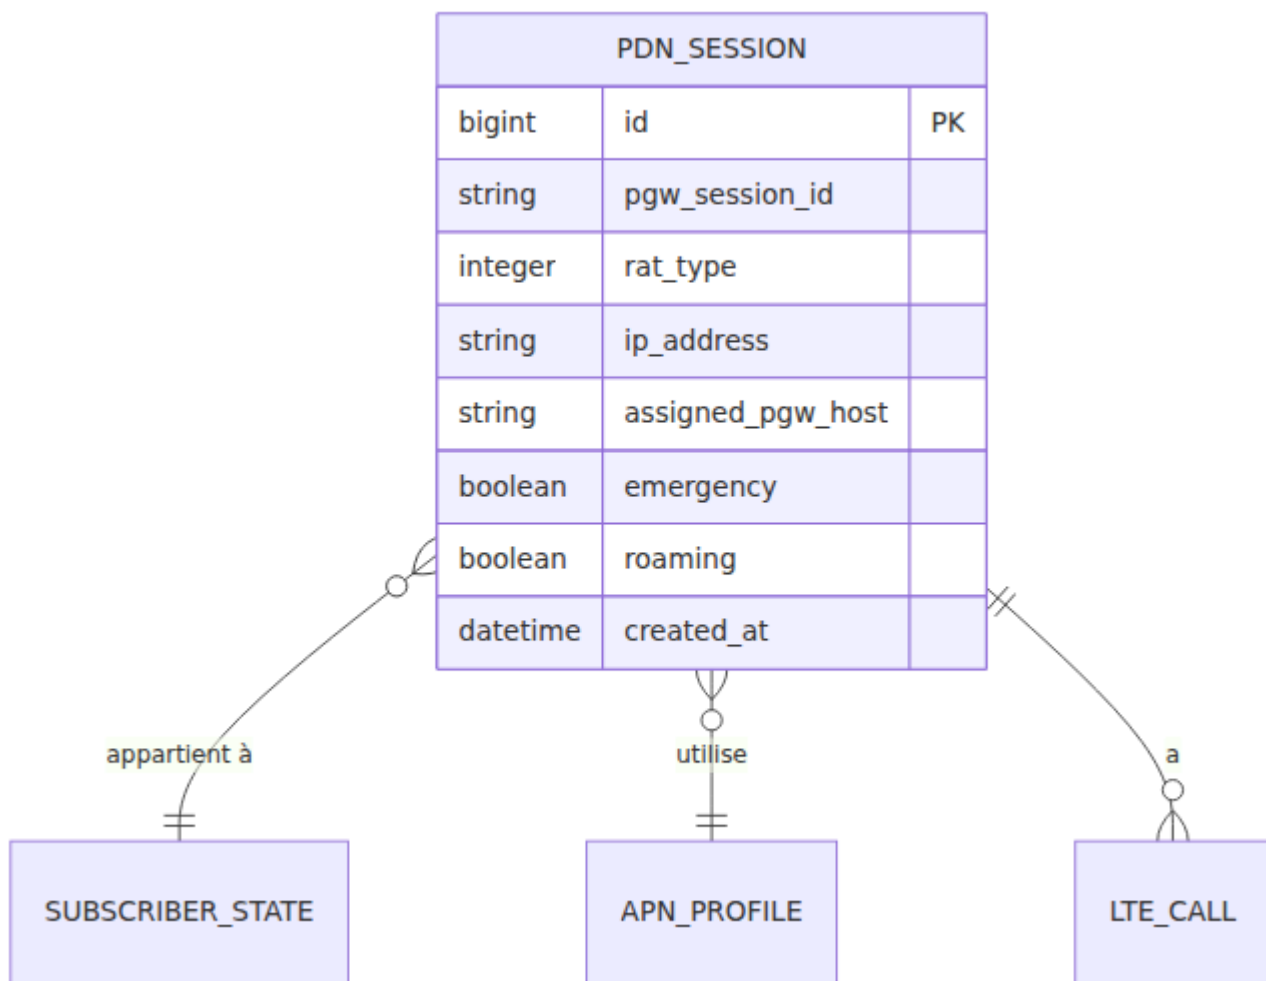 PDN_SESSION
bigint id PK
string pgw_session_id
integer rat_type
string ip_address
string assigned_pgw_host
boolean emergency
boolean roaming
datetime created_at
appartient à utilise a
SUBSCRIBER_STATE APN_PROFILE LTE_CALL